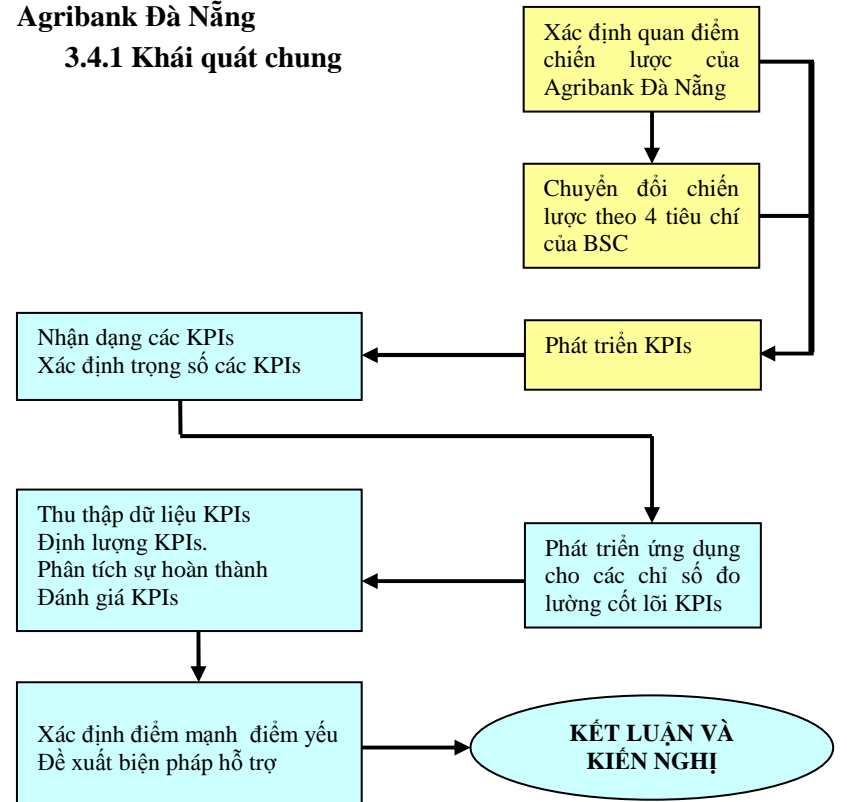 Agribank Đà Nẵng
3.4.1 Khái quát chung
Xác định quan điểm
chiến lược của
Agribank Đà Nẵng
Chuyển đổi chiến
lược theo 4 tiêu chí
của BSC
Phát triển KPIs
Nhận dạng các KPIs
Xác định trọng số các KPIs
Phát triển ứng dụng
cho các chỉ số đo
lường cốt lõi KPIs
Thu thập dữ liệu KPIs
Định lượng KPIs.
Phân tích sự hoàn thành
Đánh giá KPIs
Xác định điểm mạnh điểm yếu
Đề xuất biện pháp hỗ trợ
KẾT LUẬN VÀ
KIẾN NGHỊ